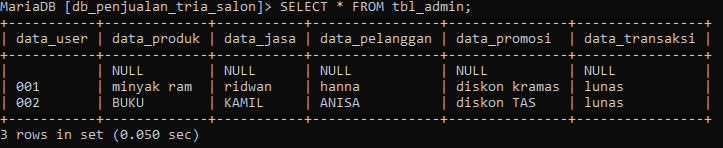 MariaDB [db_penjualan_tria_salon]> SELECT * FROM tbl_admin;
+-----------+-------------+-----------+----------------+---------------+----------------+
| data_user | data_produk | data_jasa | data_pelanggan | data_promosi | data_transaksi |
+-----------+-------------+-----------+----------------+---------------+----------------+
| | NULL | NULL | NULL | NULL | NULL |
| 001 | minyak ram | ridwan | hanna | diskon kramas | lunas |
| 002 | BUKU | KAMIL | ANISA | diskon TAS | lunas |
+-----------+-------------+-----------+----------------+---------------+----------------+
3 rows in set (0.050 sec)